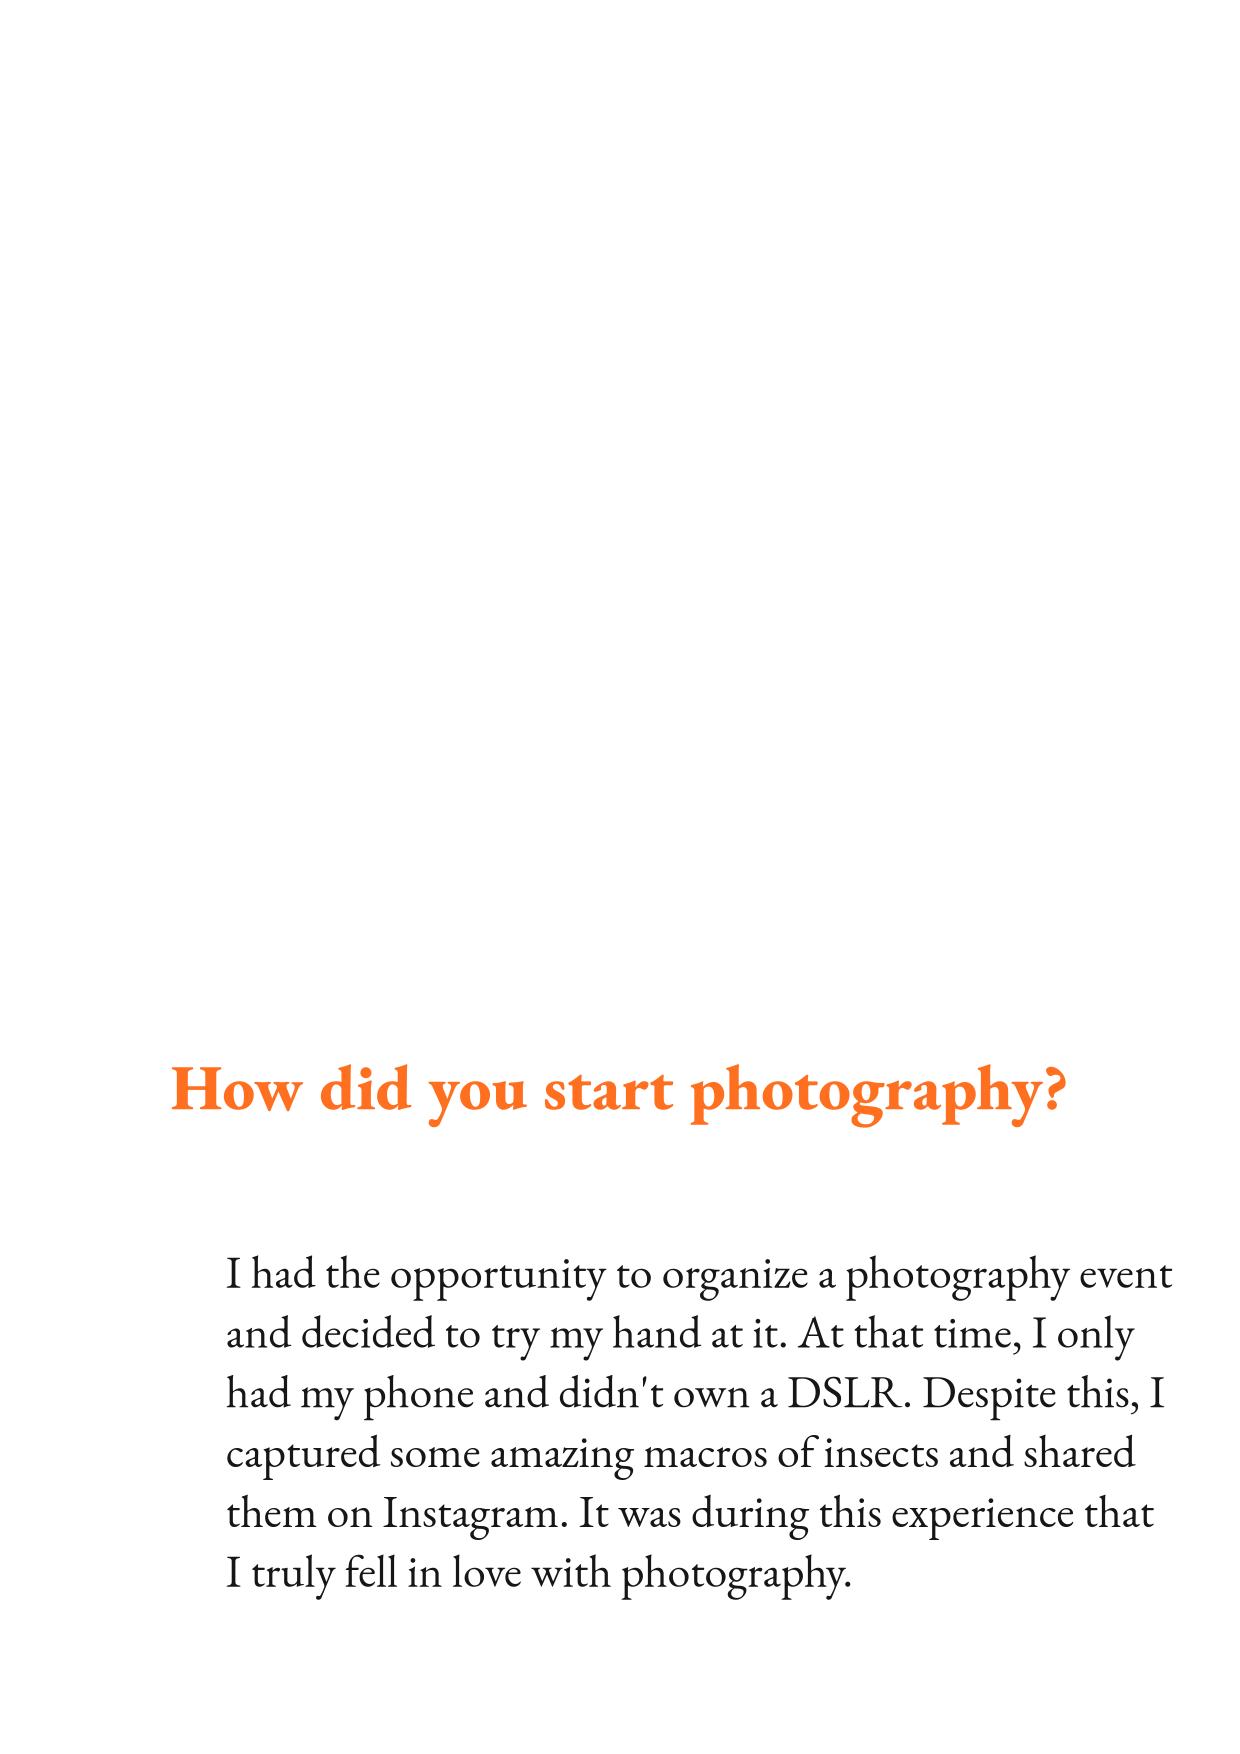 How did you start photography?
I had the opportunity to organize a photography event
and decided to try my hand at it. At that time, I only
had my phone and didn't own a DSLR. Despite this, I
captured some amazing macros of insects and shared
them on Instagram. It was during this experience that
I truly fell in love with photography.